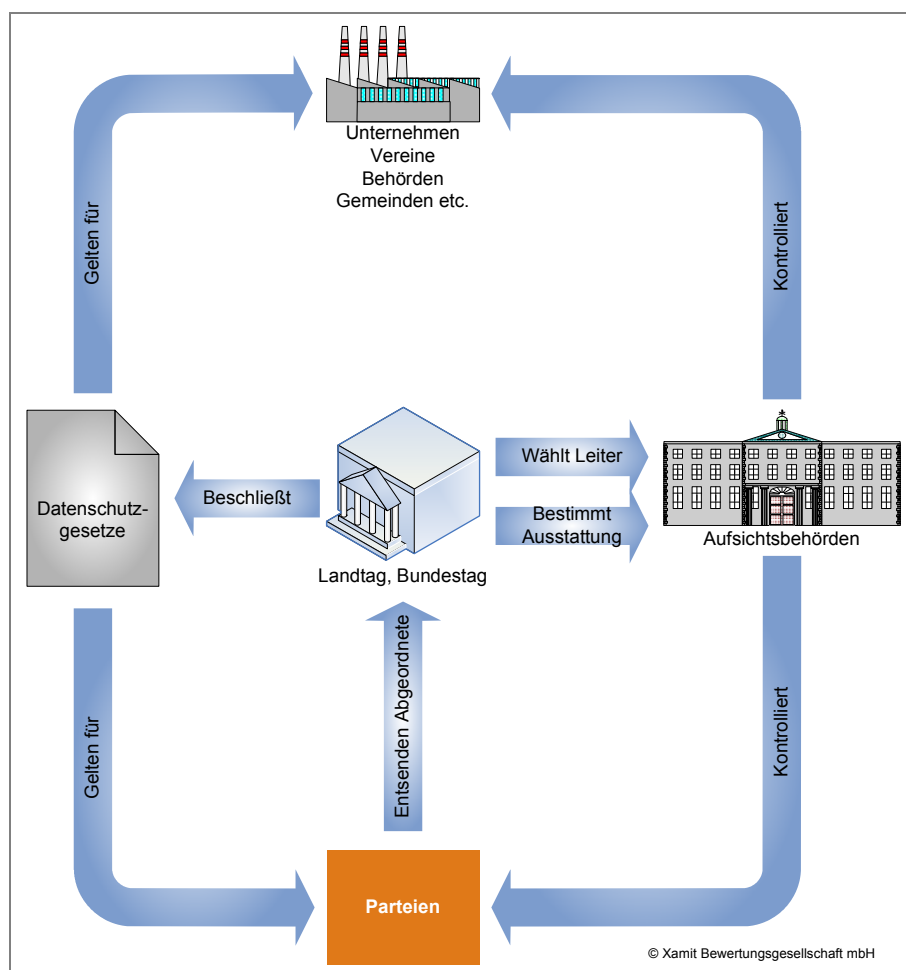 Unternehmen
Vereine
Behörden
Gemeinden etc.
Gelten für
Kontrolliert
Datenschutz-
gesetze
Beschließt
Landtag, Bundestag
Wählt Leiter
Bestimmt
Ausstattung
Aufsichtsbehörden
Gelten für
Entsenden Abgeordnete
Kontrolliert
Parteien
© Xamit Bewertungsgesellschaft mbH